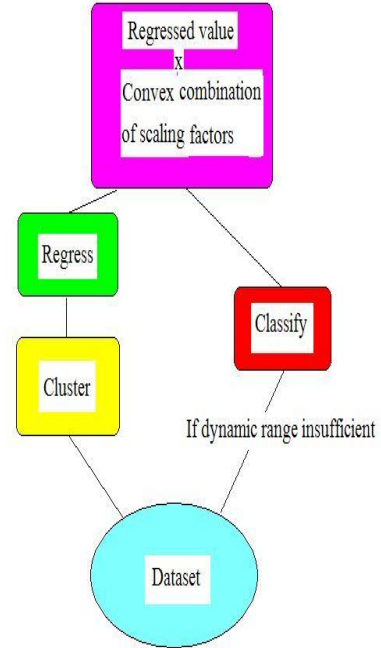 Regressed value
x
Convex combination
of scaling factors
Regress
Classify
Cluster
If dynamic range insufficient
Dataset